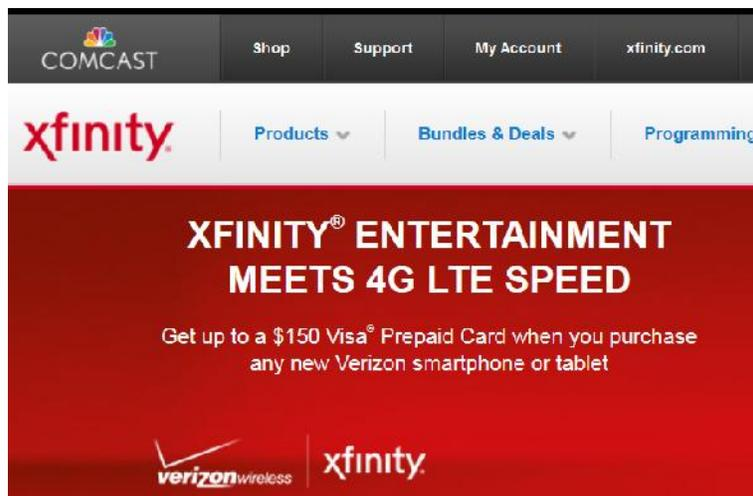 COMCAST
Shop Support My Account xfinity.com
xfinity.
Products Bundles & Deals Programming
XFINITY® ENTERTAINMENT
MEETS 4G LTE SPEED
Get up to a $150 Visa® Prepaid Card when you purchase
any new Verizon smartphone or tablet
verizonwireless xfinity.